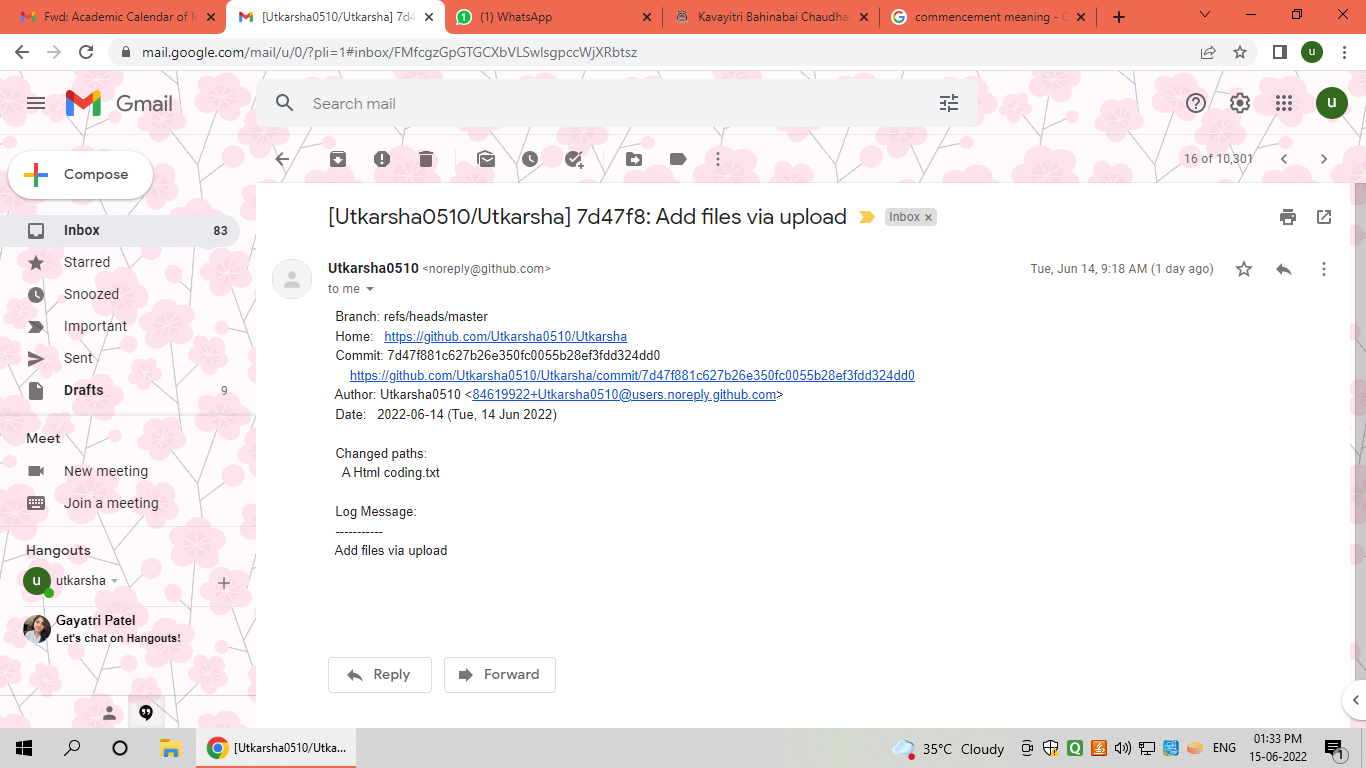 Fwd: Academic Calendar of M
[Utkarsha0510/Utkarsha] 7d4
(1) WhatsApp
Kavayitri Bahinabai Chaudha
commencement meaning - G
mail.google.com/mail/u/0/?pli=1#inbox/FMfcgzGpGTGCXbVLSwlsgpccWjXRbtsz
u
Gmail
Search mail
u
Compose
16 of 10,301
[Utkarsha0510/Utkarsha] 7d47f8: Add files via upload
Inbox x
Inbox 83
Starred
Snoozed
Important
Sent
Drafts 9
Meet
New meeting
Join a meeting
Hangouts
u utkarsha
Gayatri Patel
Let's chat on Hangouts!
Utkarsha0510 <noreply@github.com>
Tue, Jun 14, 9:18 AM (1 day ago)
to me
Branch: refs/heads/master
Home: https://github.com/Utkarsha0510/Utkarsha
Commit: 7d47f881c627b26e350fc0055b28ef3fdd324dd0
https://github.com/Utkarsha0510/Utkarsha/commit/7d47f881c627b26e350fc0055b28ef3fdd324dd0
Author: Utkarsha0510 <84619922+Utkarsha0510@users.noreply.github.com>
Date: 2022-06-14 (Tue, 14 Jun 2022)
Changed paths:
A Html coding.txt
Log Message:
-----------
Add files via upload
Reply
Forward
[Utkarsha0510/Utka...
35°C Cloudy
ENG
01:33 PM
15-06-2022
1